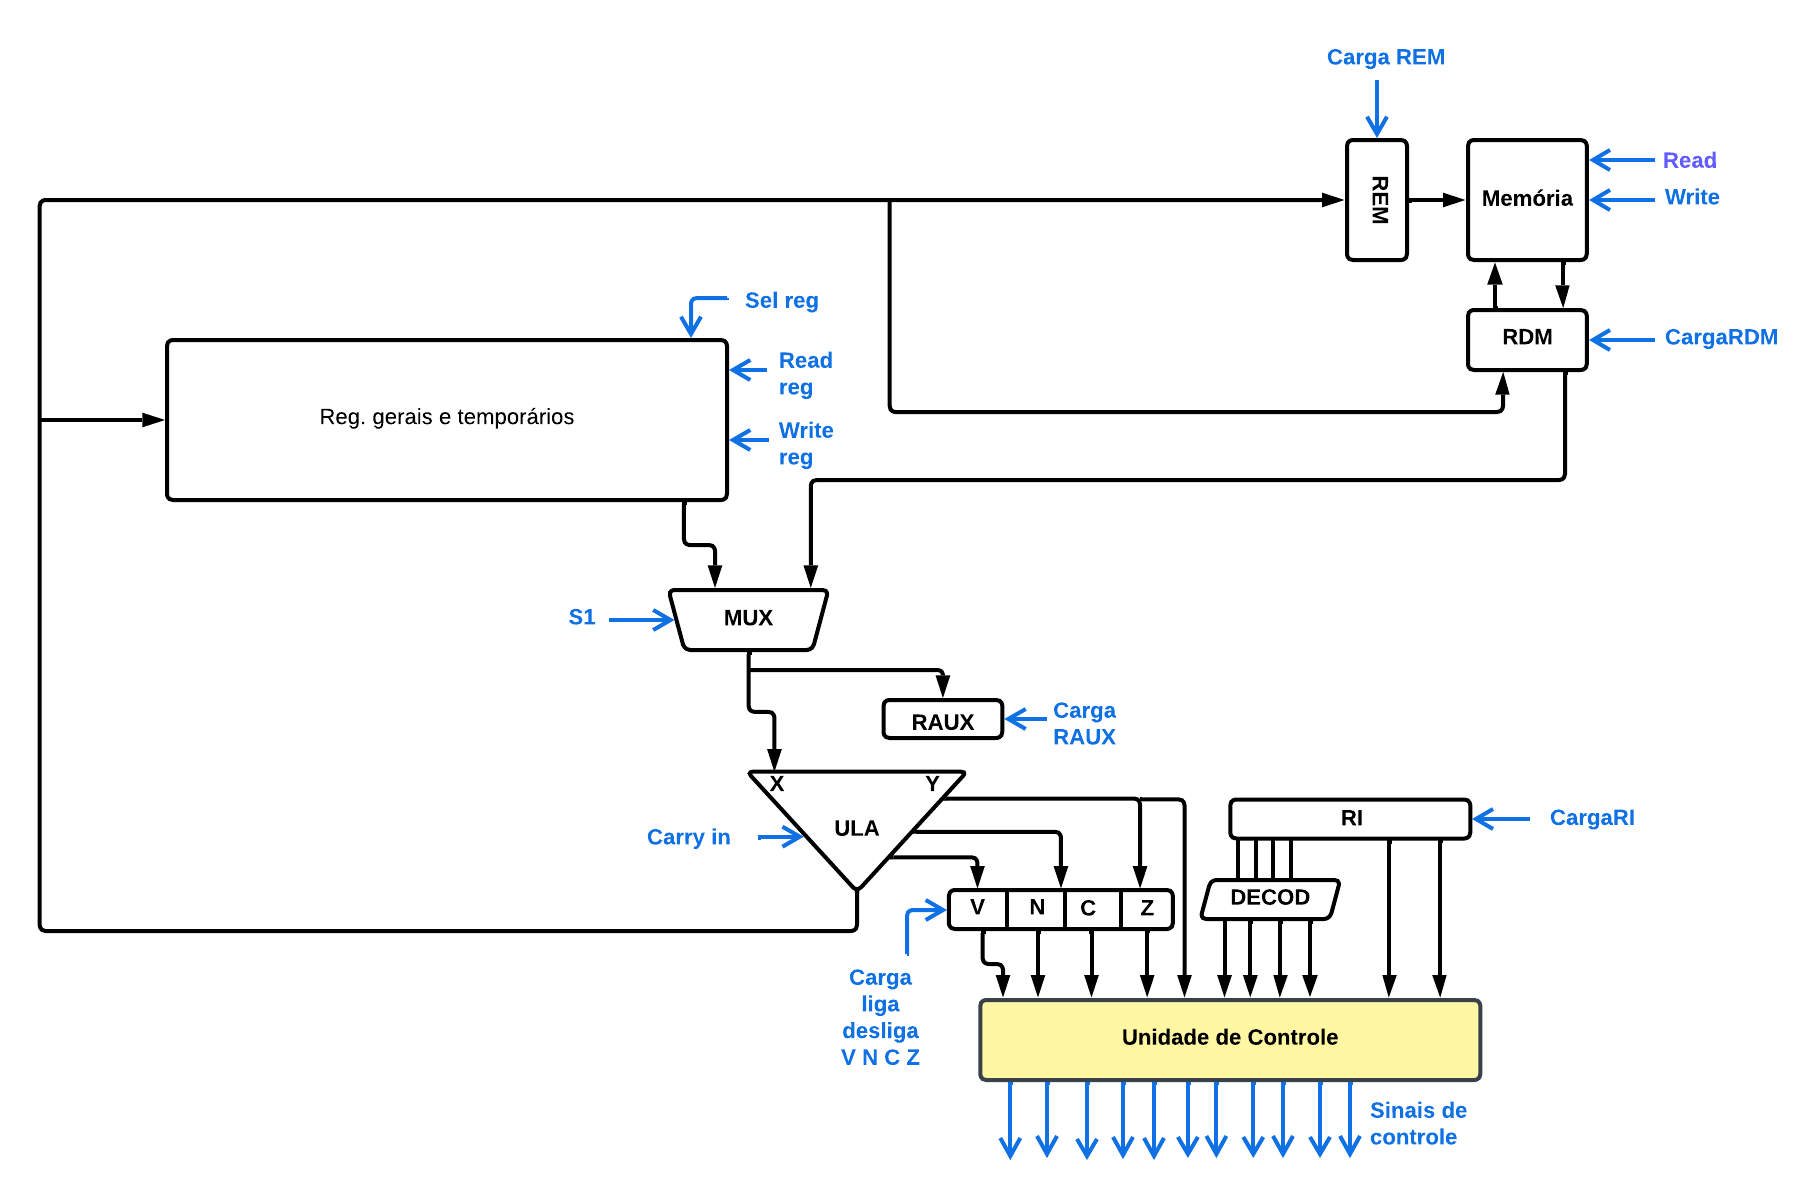 Carga REM
REM
Memória
Read
Write
Sel reg
RDM
CargaRDM
Read
reg
Reg. gerais e temporários
Write
reg
S1
MUX
RAUX
Carga
RAUX
X
Y
ULA
Carry in
RI
CargaRI
DECOD
V
N
C
Z
Carga
liga
desliga
V N C Z
Unidade de Controle
Sinais de
controle